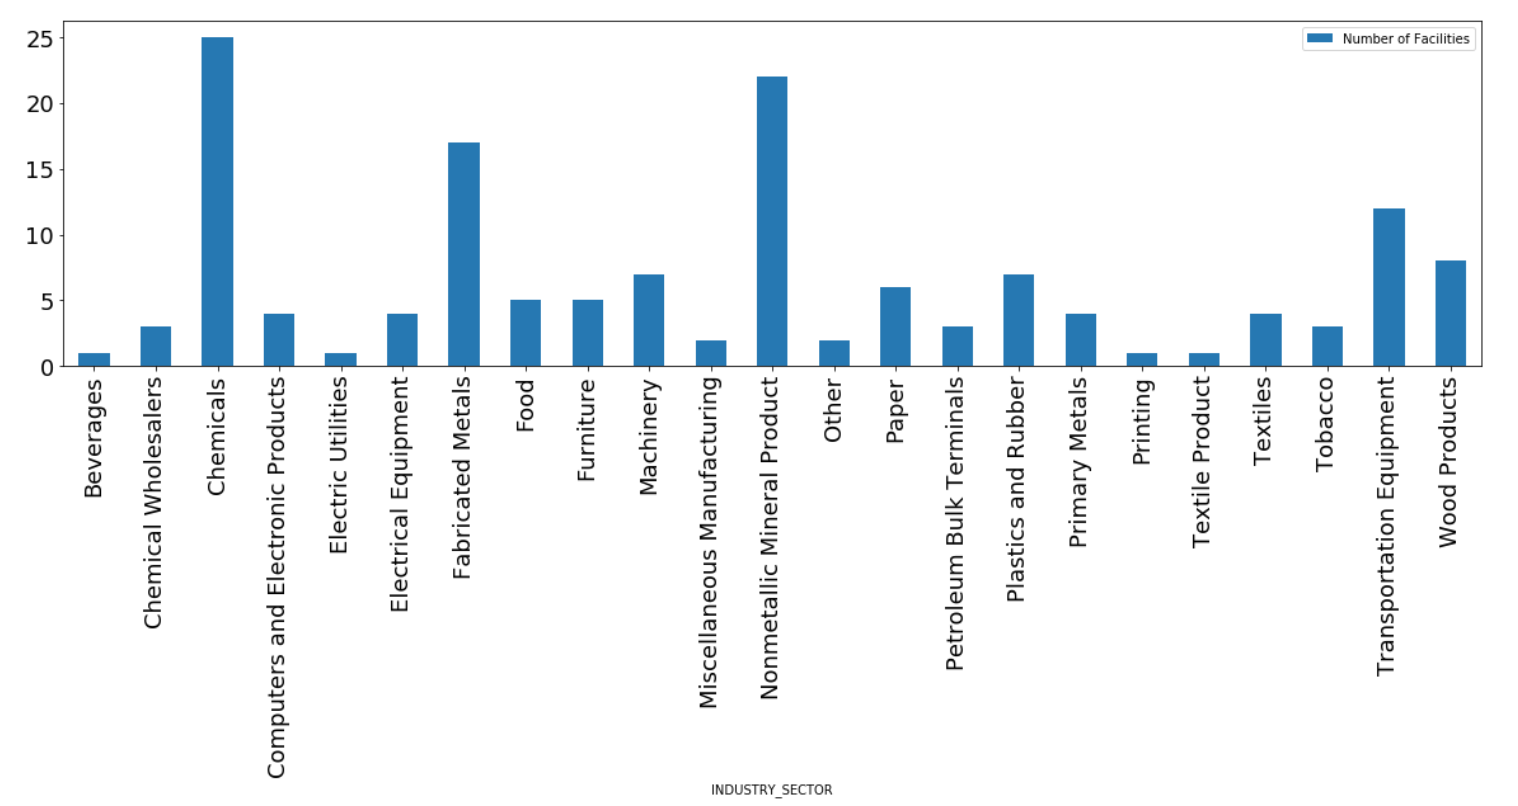 Number of Facilities
25
20
15
10
5
0
Beverages
Chemical Wholesalers
Chemicals
Computers and Electronic Products
Electric Utilities
Electrical Equipment
Fabricated Metals
Food
Furniture
Machinery
Miscellaneous Manufacturing
Nonmetallic Mineral Product
Other
Paper
Petroleum Bulk Terminals
Plastics and Rubber
Primary Metals
Printing
Textile Product
Textiles
Tobacco
Transportation Equipment
Wood Products
INDUSTRY_SECTOR